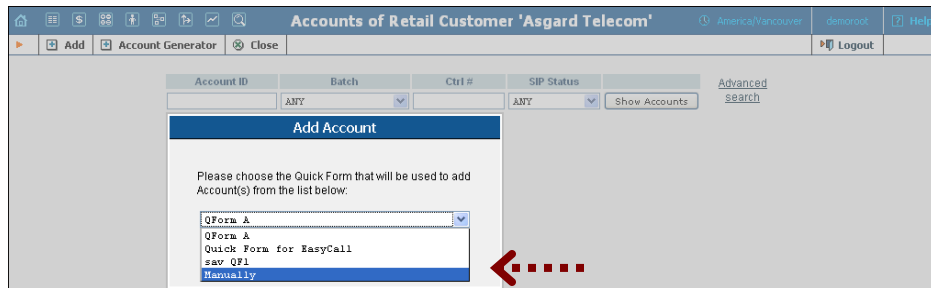 Accounts of Retail Customer 'Asgard Telecom'
America/Vancouver
demoroot
Help
Add
Account Generator
Close
Logout
Account ID
Batch
Ctrl #
SIP Status
ANY
ANY
Show Accounts
Advanced
search
Add Account
Please choose the Quick Form that will be used to add
Account(s) from the list below:
QForm A
QForm A
Quick Form for EasyCall
sav QF1
Manually